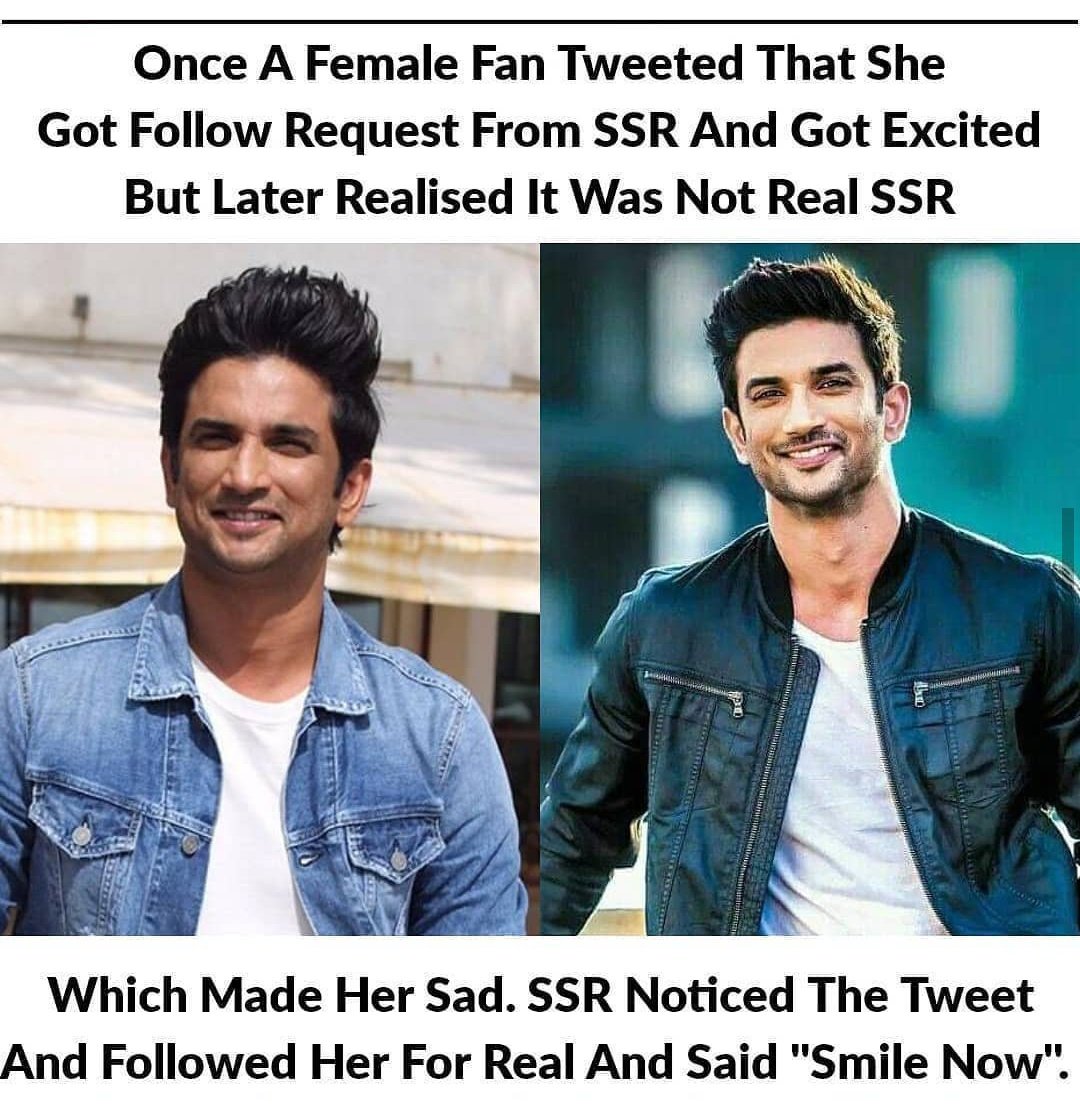 Once A Female Fan Tweeted That She
Got Follow Request From SSR And Got Excited
But Later Realised It Was Not Real SSR
Which Made Her Sad. SSR Noticed The Tweet
And Followed Her For Real And Said "Smile Now".